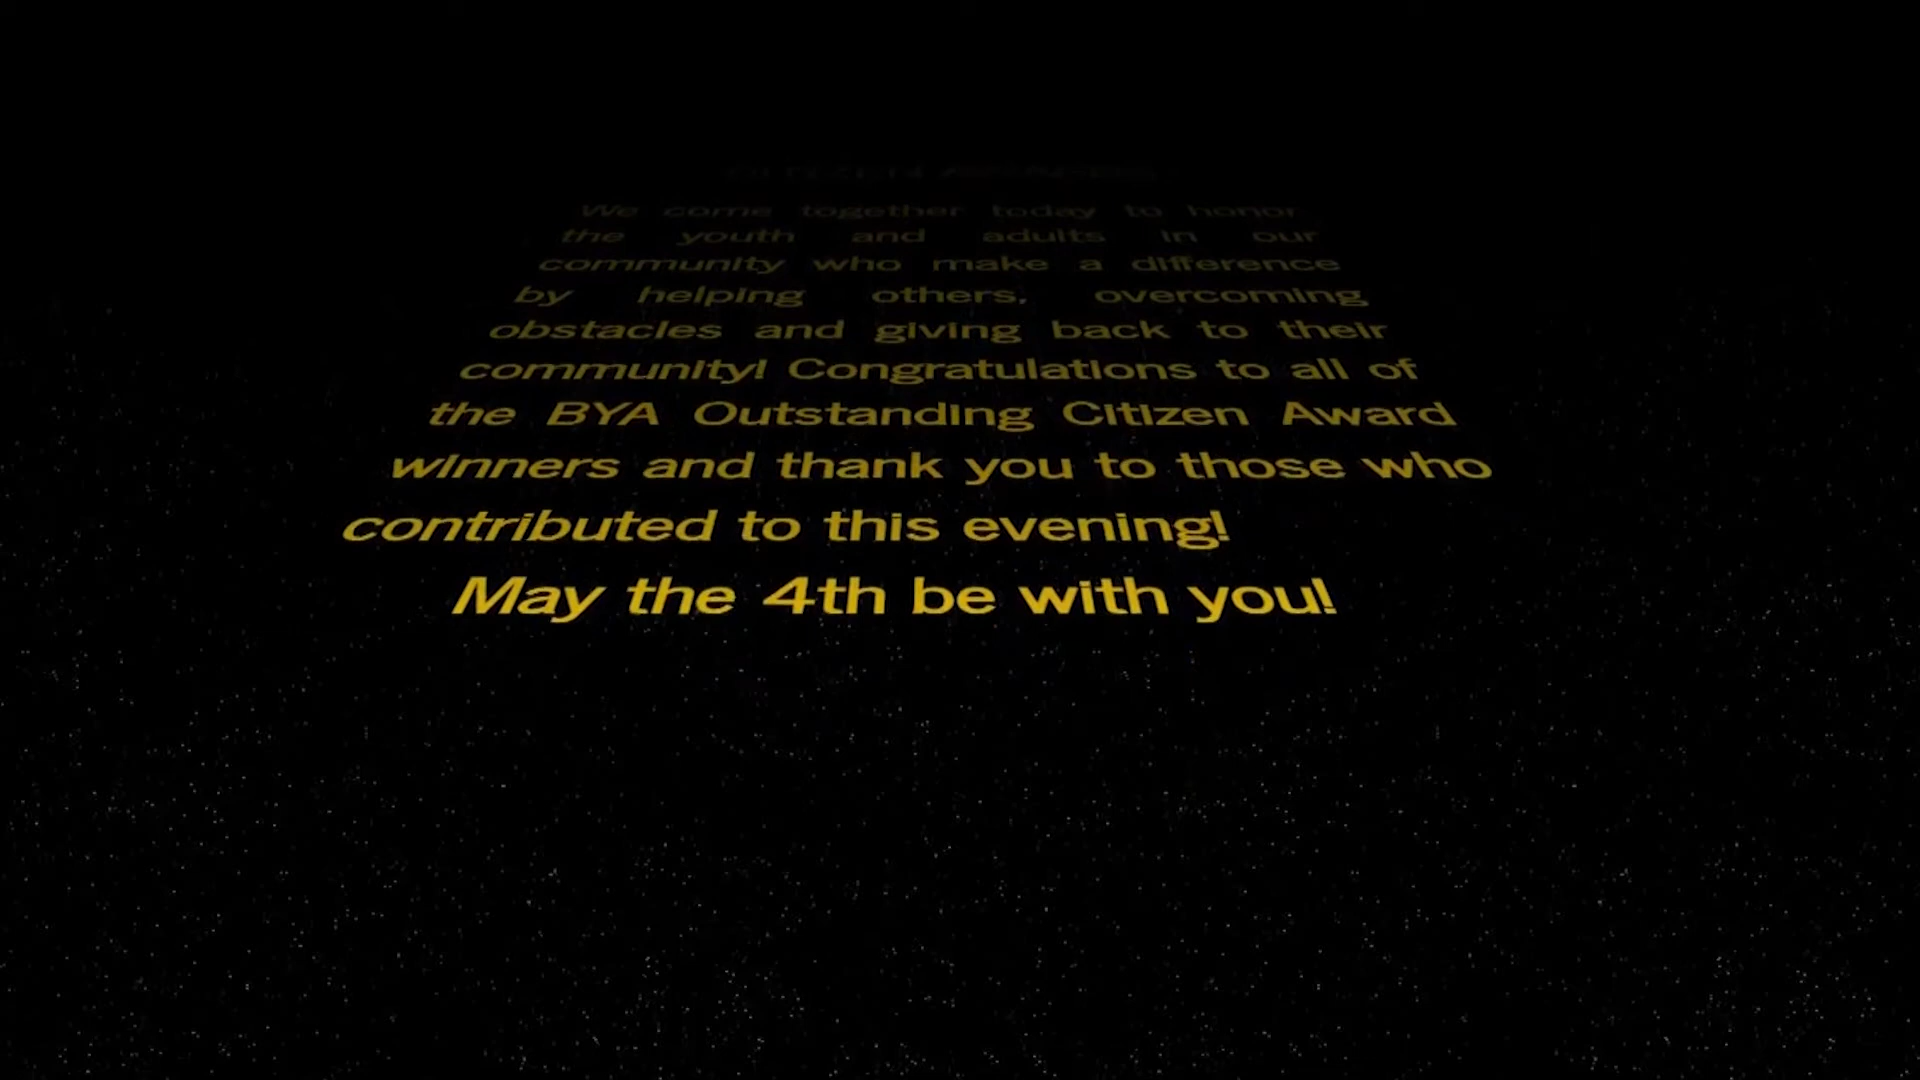 We come together today to honor
the youth and adults in our
community who make a difference
by helping others, overcoming
obstacles and giving back to their
community! Congratulations to all of
the BYA Outstanding Citizen Award
winners and thank you to those who
contributed to this evening!
May the 4th be with you!